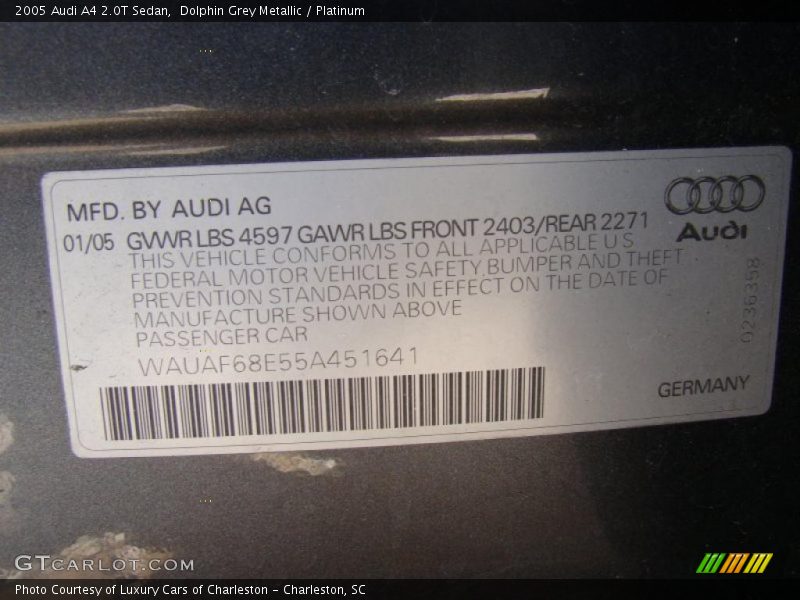 2005 Audi A4 2.0T Sedan, Dolphin Grey Metallic / Platinum
MFD. BY AUDI AG
01/05 GVWR LBS 4597 GAWR LBS FRONT 2403/REAR 2271
THIS VEHICLE CONFORMS TO ALL APPLICABLE U S
FEDERAL MOTOR VEHICLE SAFETY, BUMPER AND THEFT
PREVENTION STANDARDS IN EFFECT ON THE DATE OF
MANUFACTURE SHOWN ABOVE
PASSENGER CAR
WAUAF68E55A451641
Audi
0236358
GERMANY
GTCARLOT.COM
Photo Courtesy of Luxury Cars of Charleston - Charleston, SC